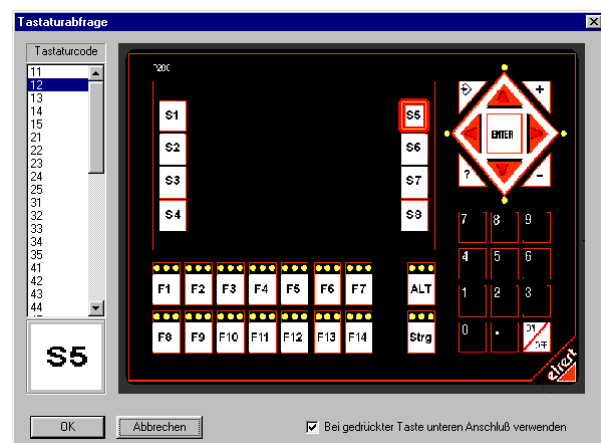 Tastaturabfrage
Tastaturcode
11
12
13
14
15
21
22
23
24
25
31
32
33
34
35
41
42
43
44
S5
S1
S2
S3
S4
S5
S6
S7
S8
+
ENTER
?
-
7 8 9
4 5 6
1 2 3
0 .
F1 F2 F3 F4 F5 F6 F7 ALT
F8 F9 F10 F11 F12 F13 F14 Strg
elrest
OK
Abbrechen
Bei gedrückter Taste unteren Anschluß verwenden